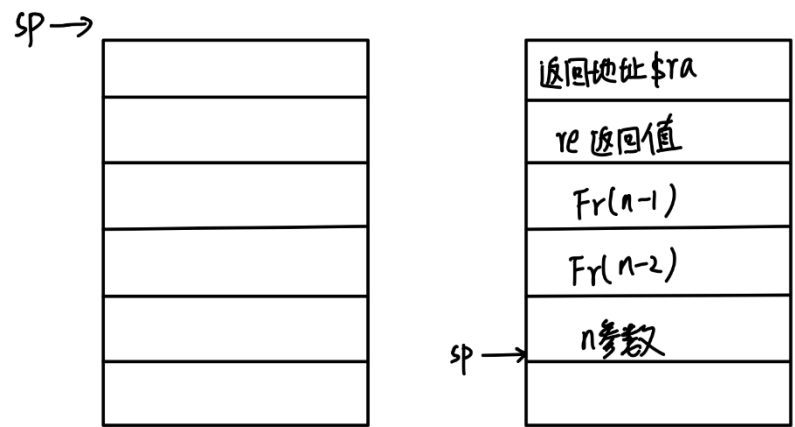 sp →
返回地址$ra
re 返回值
Fr(n-1)
Fr(n-2)
n参数
sp →